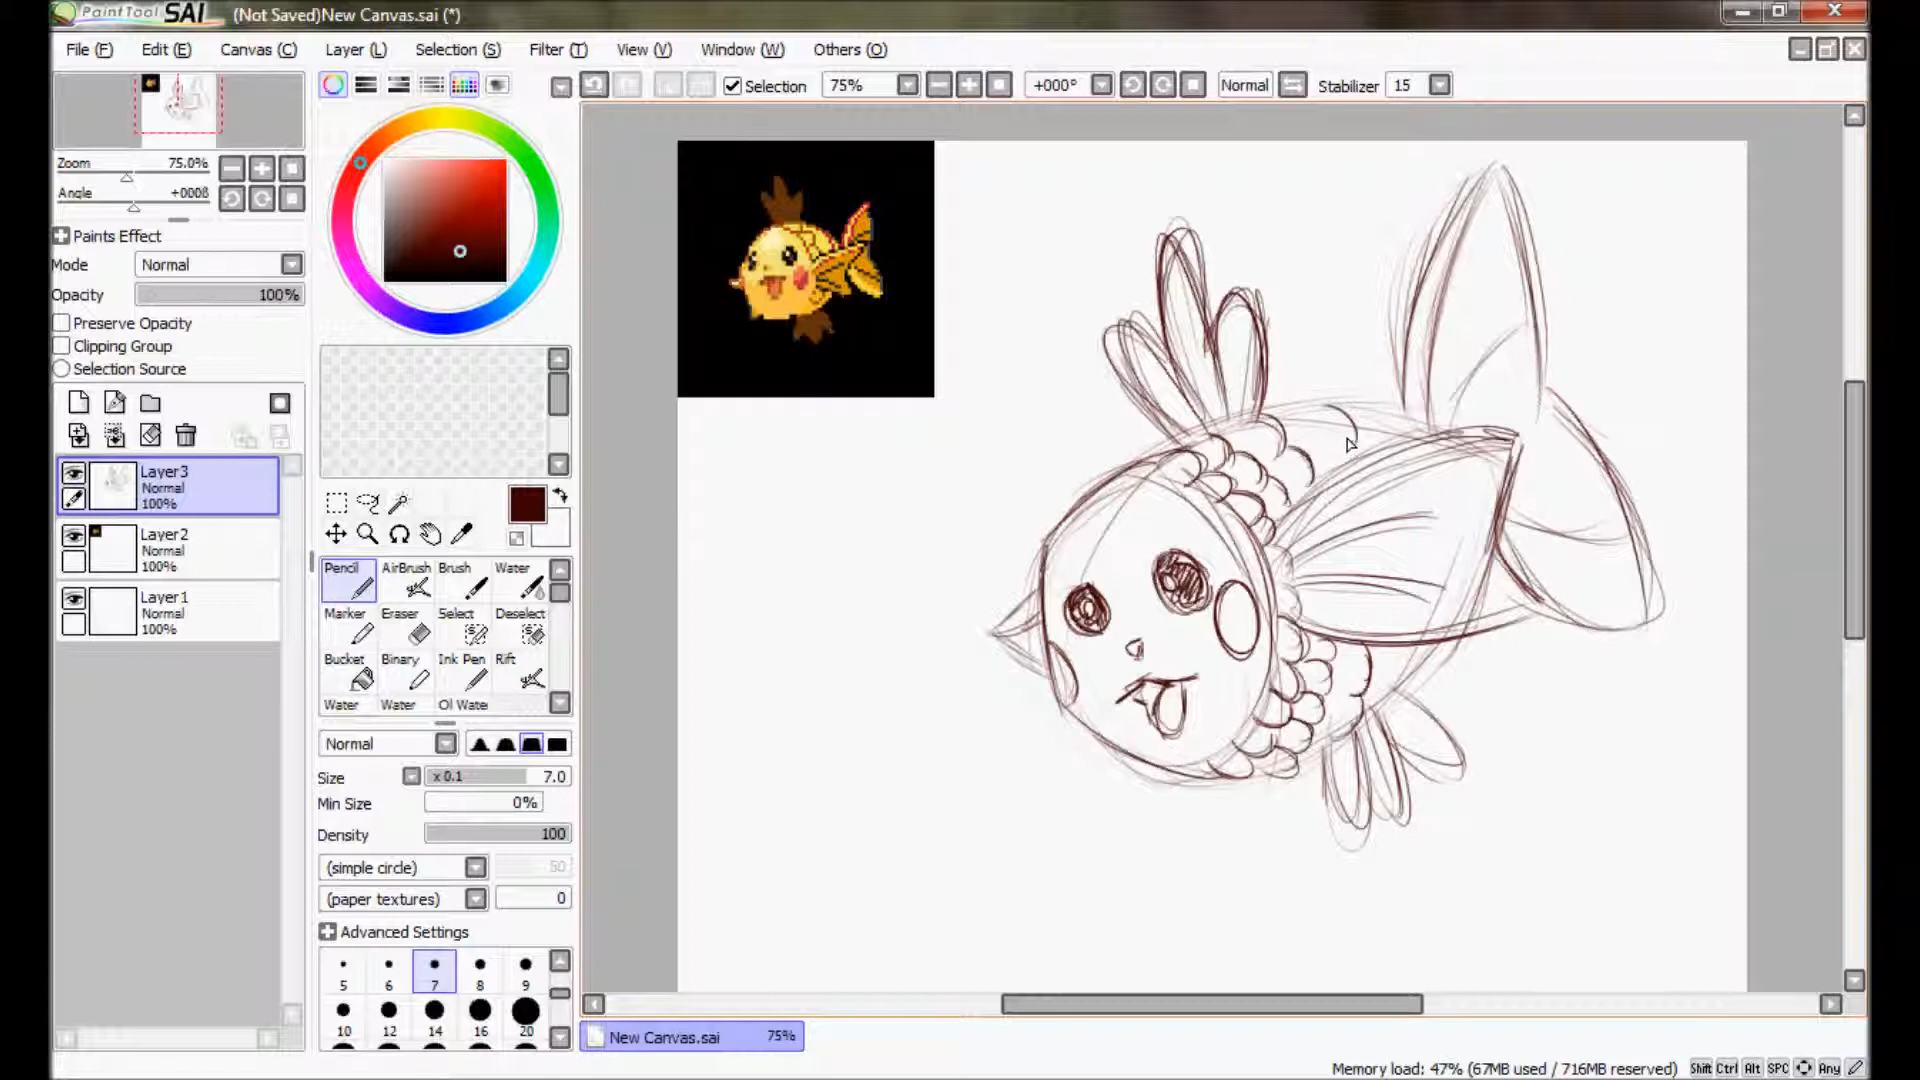 PaintTool SAI (Not Saved)New Canvas.sai (*)
File (F) Edit (E) Canvas (C) Layer (L) Selection (S) Filter (T) View (V) Window (W) Others (O)
Selection 75% +000° Normal Stabilizer 15
Zoom 75.0%
Angle +000ß
Paints Effect
Mode Normal
Opacity 100%
Preserve Opacity
Clipping Group
Selection Source
Layer3
Normal
100%
Layer2
Normal
100%
Layer1
Normal
100%
Pencil AirBrush Brush Water
Marker Eraser Select Deselect
Bucket Binary Ink Pen Rift
Water Water Oil Wate
Normal
Size x 0.1 7.0
Min Size 0%
Density 100
(simple circle) 50
(paper textures) 0
Advanced Settings
5 6 7 8 9
10 12 14 16 20
New Canvas.sai 75%
Memory load: 47% (67MB used / 716MB reserved) Shift Ctrl Alt SPC Any